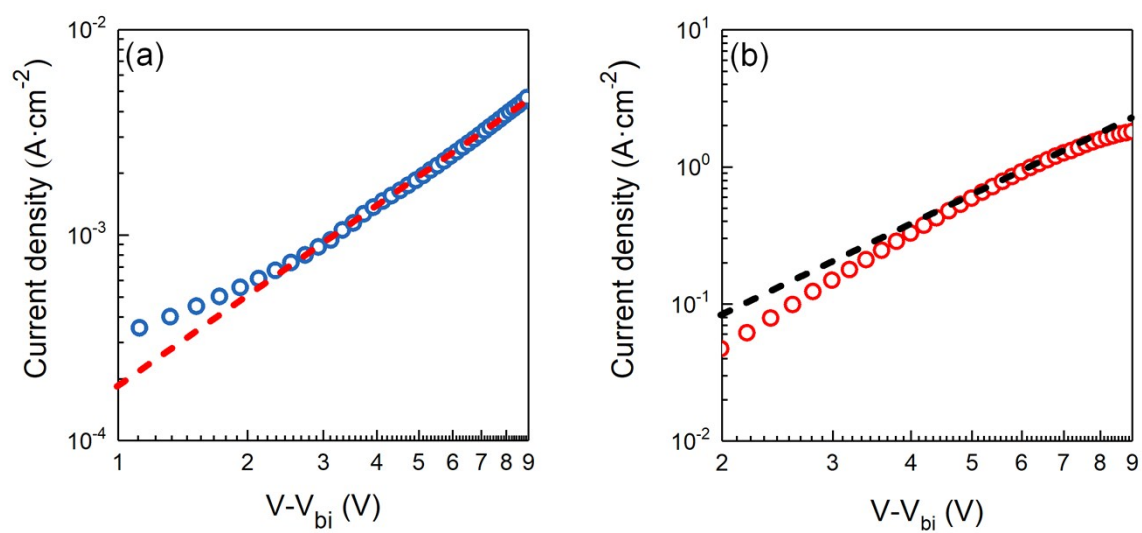 (a)
Current density (A·cm⁻²)
10⁻²
10⁻³
10⁻⁴
1 2 3 4 5 6 7 8 9
V-V_bi (V)
(b)
Current density (A·cm⁻²)
10¹
10⁰
10⁻¹
10⁻²
2 3 4 5 6 7 8 9
V-V_bi (V)